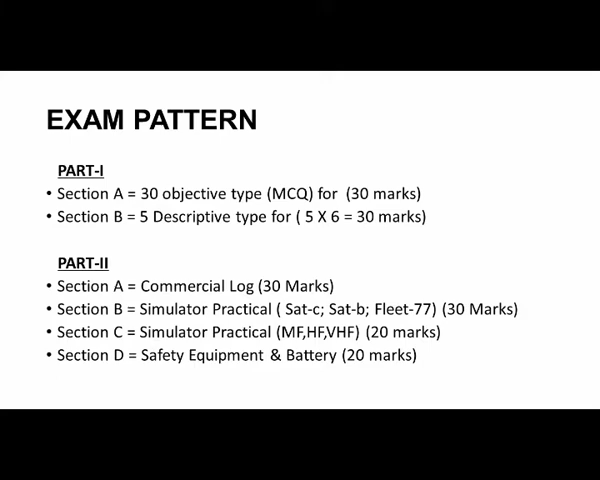 EXAM PATTERN
PART-I
• Section A = 30 objective type (MCQ) for  (30 marks)
• Section B = 5 Descriptive type for ( 5 X 6 = 30 marks)
PART-II
• Section A = Commercial Log (30 Marks)
• Section B = Simulator Practical ( Sat-c; Sat-b; Fleet-77) (30 Marks)
• Section C = Simulator Practical (MF,HF,VHF) (20 marks)
• Section D = Safety Equipment & Battery (20 marks)